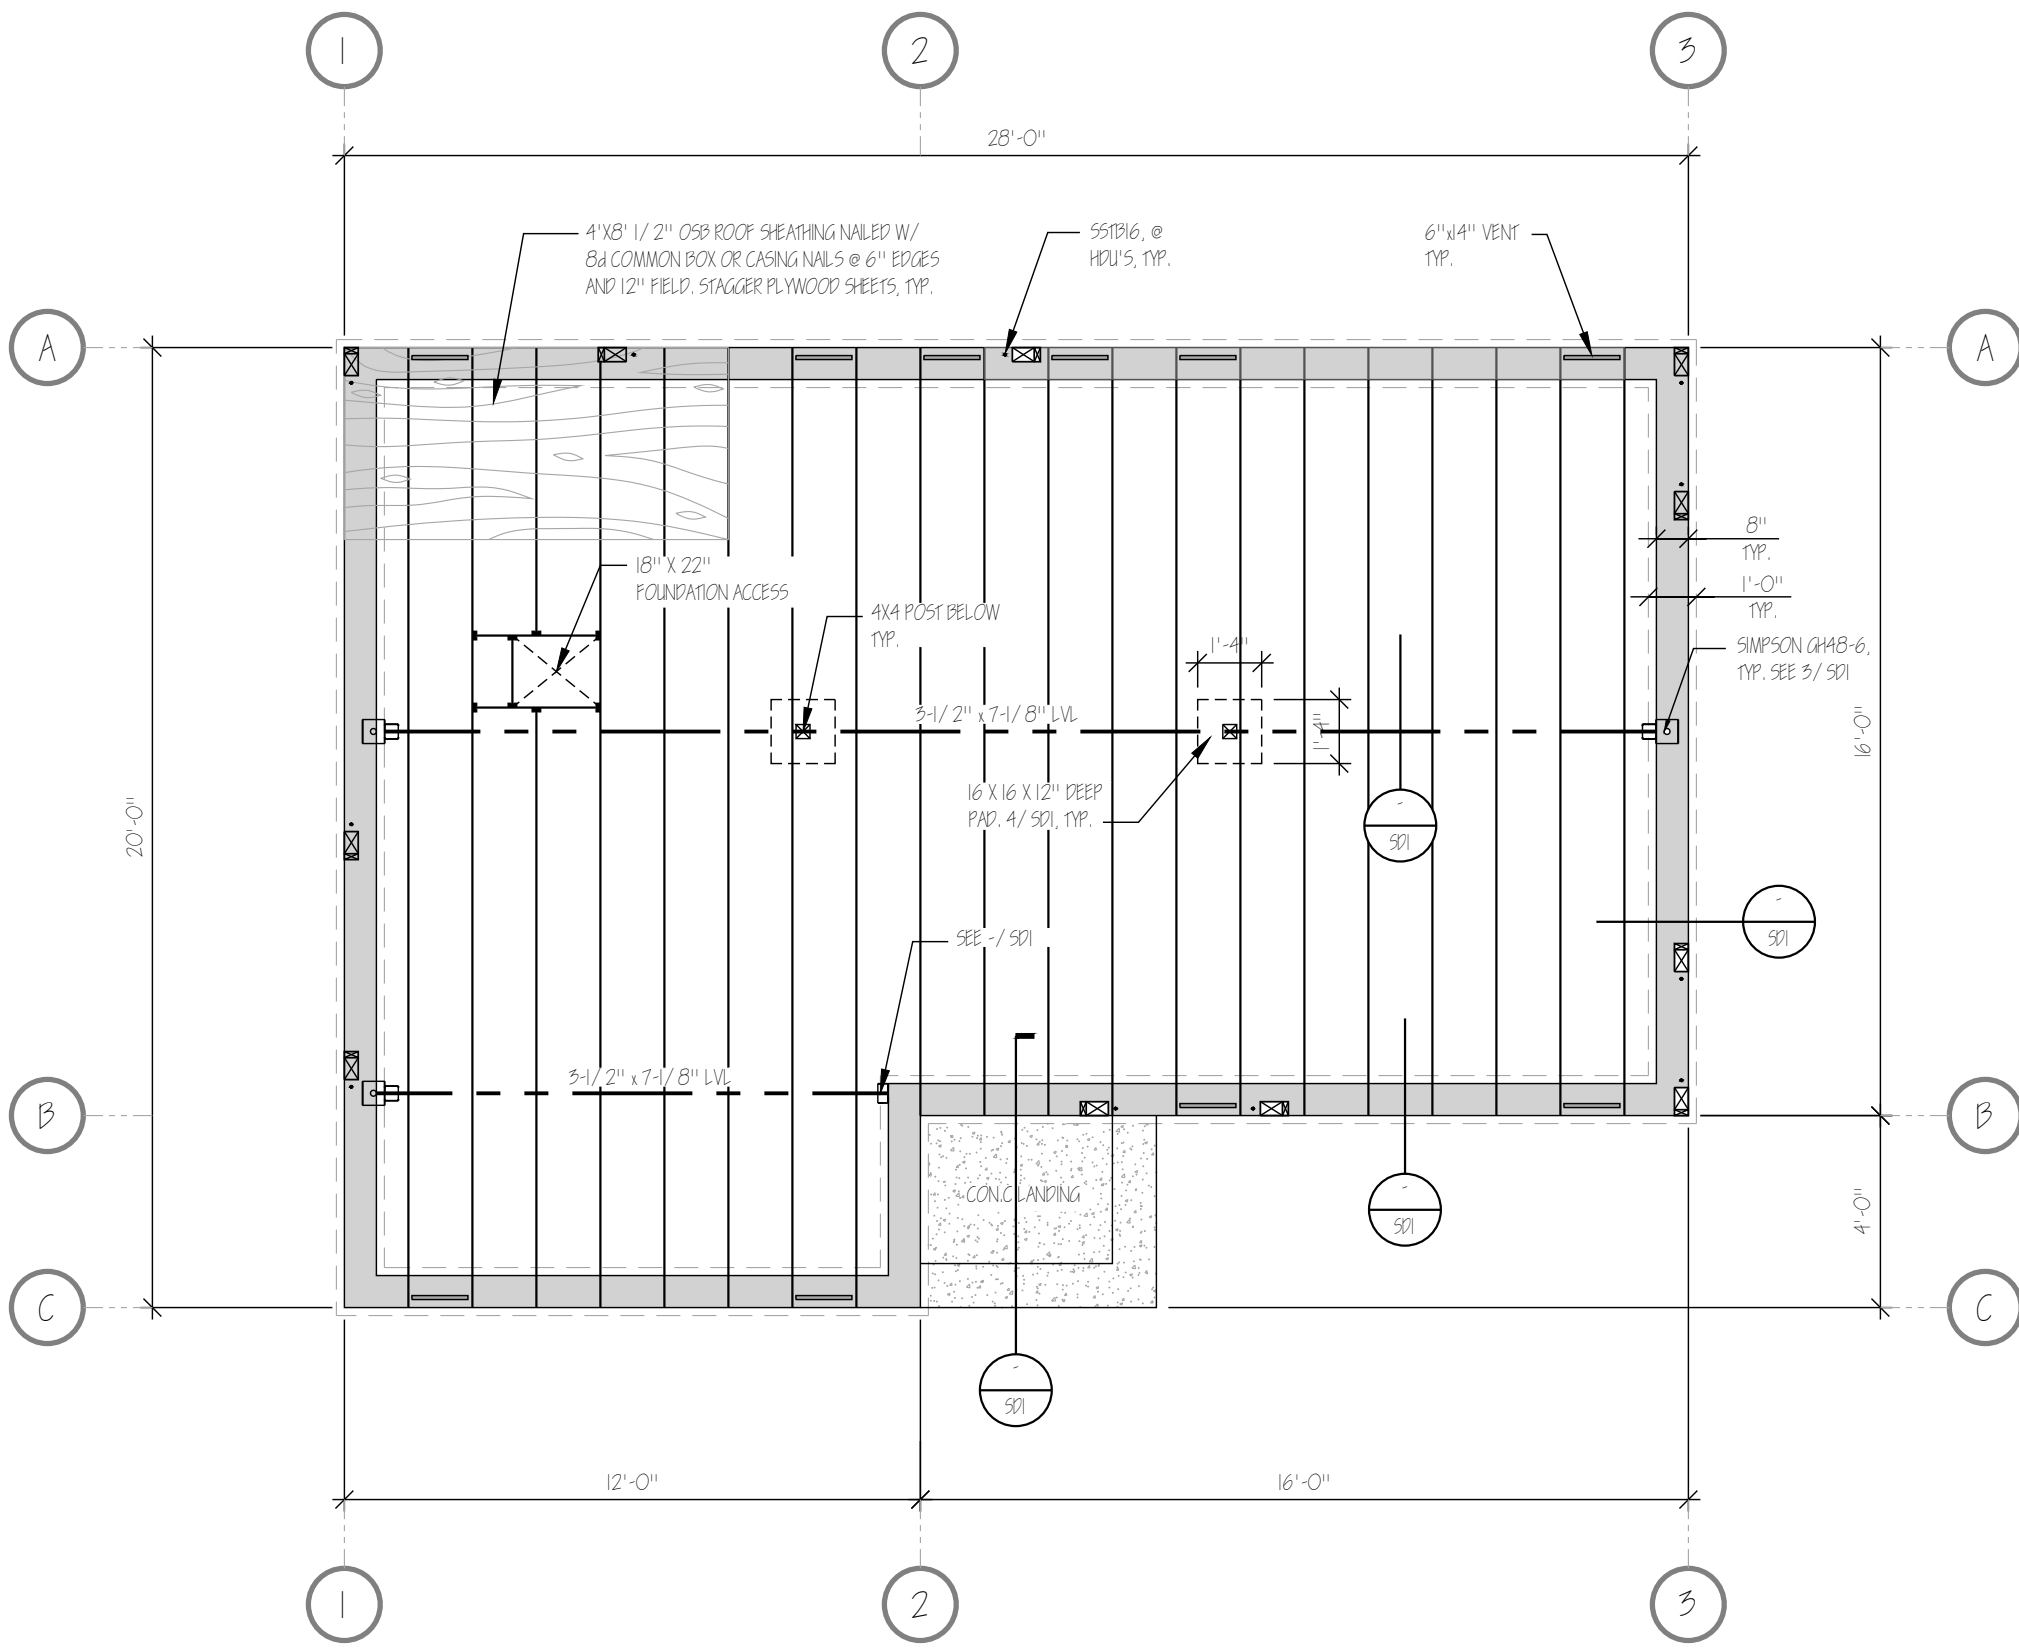 1
2
3
28'-0"
4'X8' 1/2" OSB ROOF SHEATHING NAILED W/
8d COMMON BOX OR CASING NAILS @ 6" EDGES
AND 12" FIELD. STAGGER PLYWOOD SHEETS, TYP.
SSTB16, @
HDU'S, TYP.
6"x14" VENT
TYP.
A
A
8"
TYP.
18" X 22"
FOUNDATION ACCESS
1'-0"
TYP.
4X4 POST BELOW
TYP.
1'-4"
SIMPSON GH48-6,
TYP. SEE 3/SD1
3-1/2" x 7-1/8" LVL
1'-4"
16'-0"
16 X 16 X 12" DEEP
PAD. 4/SD1, TYP.
-
SD1
20'-0"
-
SD1
SEE -/SD1
3-1/2" x 7-1/8" LVL
B
B
CON.C LANDING
-
SD1
4'-0"
C
C
-
SD1
12'-0"
16'-0"
1
2
3